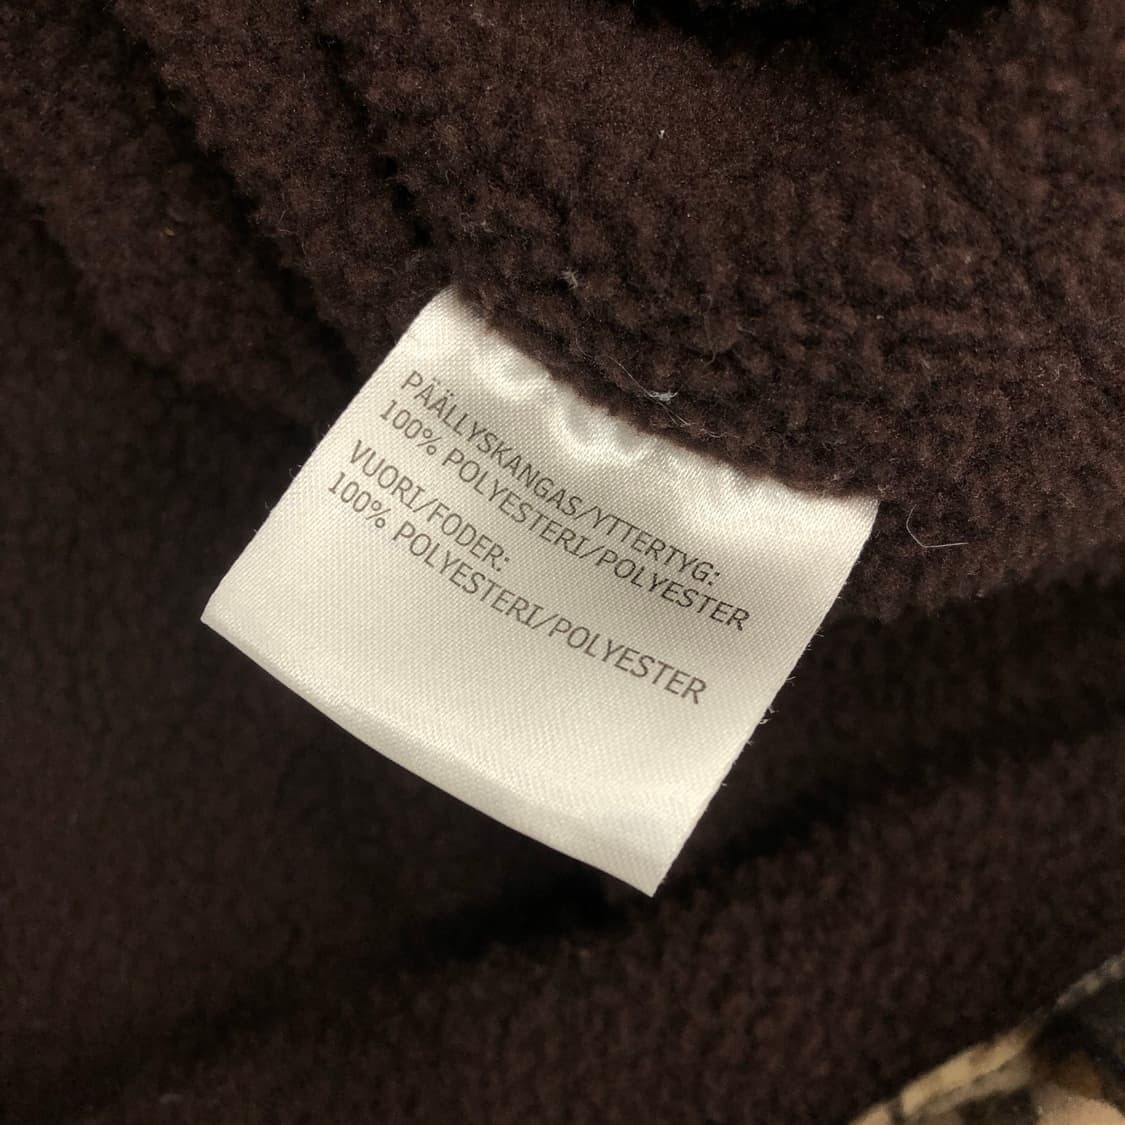 PÄÄLLYSKANGAS/YTTERTYG:
100% POLYESTERI/POLYESTER
VUORI/FODER:
100% POLYESTERI/POLYESTER